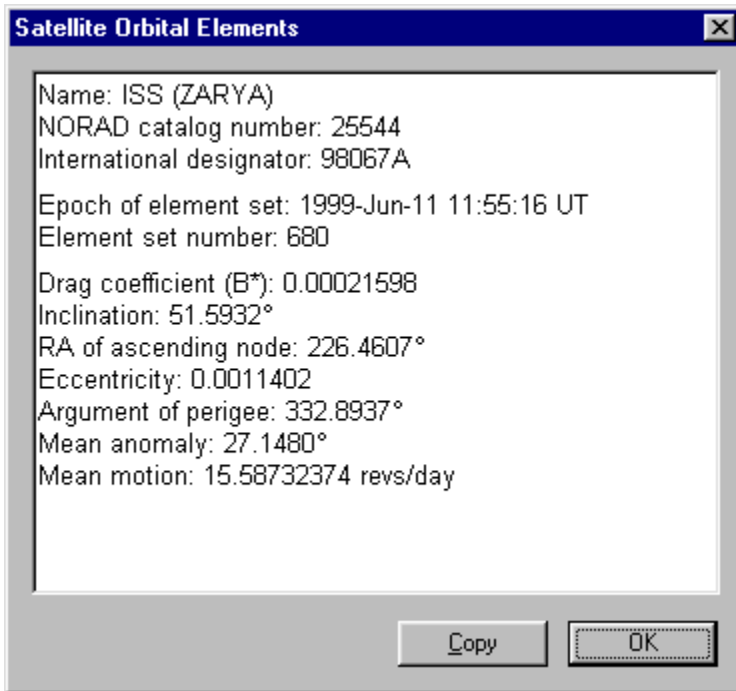 Satellite Orbital Elements
Name: ISS (ZARYA)
NORAD catalog number: 25544
International designator: 98067A
Epoch of element set: 1999-Jun-11 11:55:16 UT
Element set number: 680
Drag coefficient (B*): 0.00021598
Inclination: 51.5932°
RA of ascending node: 226.4607°
Eccentricity: 0.0011402
Argument of perigee: 332.8937°
Mean anomaly: 27.1480°
Mean motion: 15.58732374 revs/day
Copy OK